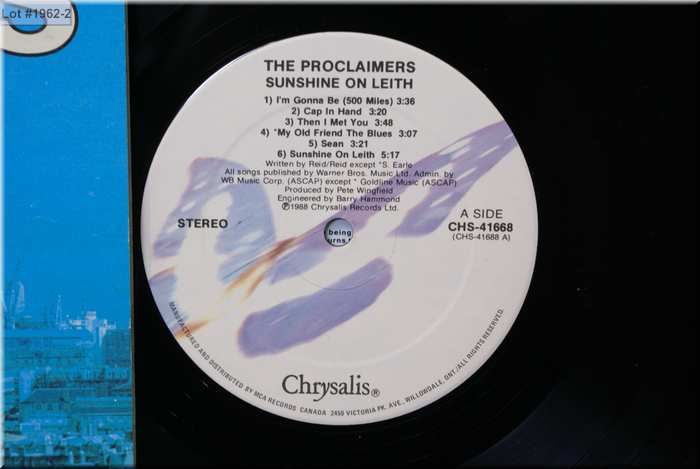 Lot #1962-2
THE PROCLAIMERS
SUNSHINE ON LEITH
1) I'm Gonna Be (500 Miles) 3:36
2) Cap In Hand 3:20
3) Then I Met You 3:48
4) *My Old Friend The Blues 3:07
5) Sean 3:21
6) Sunshine On Leith 5:17
Written by Reid/Reid except *S. Earle
All songs published by Warner Bros. Music Ltd. Admin. by
WB Music Corp. (ASCAP) except * Goldline Music (ASCAP)
Produced by Pete Wingfield
Engineered by Barry Hammond
℗1988 Chrysalis Records Ltd.
STEREO
being
urns.
A SIDE
CHS-41668
(CHS-41688 A)
Chrysalis®
MANUFACTURED AND DISTRIBUTED BY MCA RECORDS CANADA 2450 VICTORIA PK. AVE., WILLOWDALE, ONT./ALL RIGHTS RESERVED.